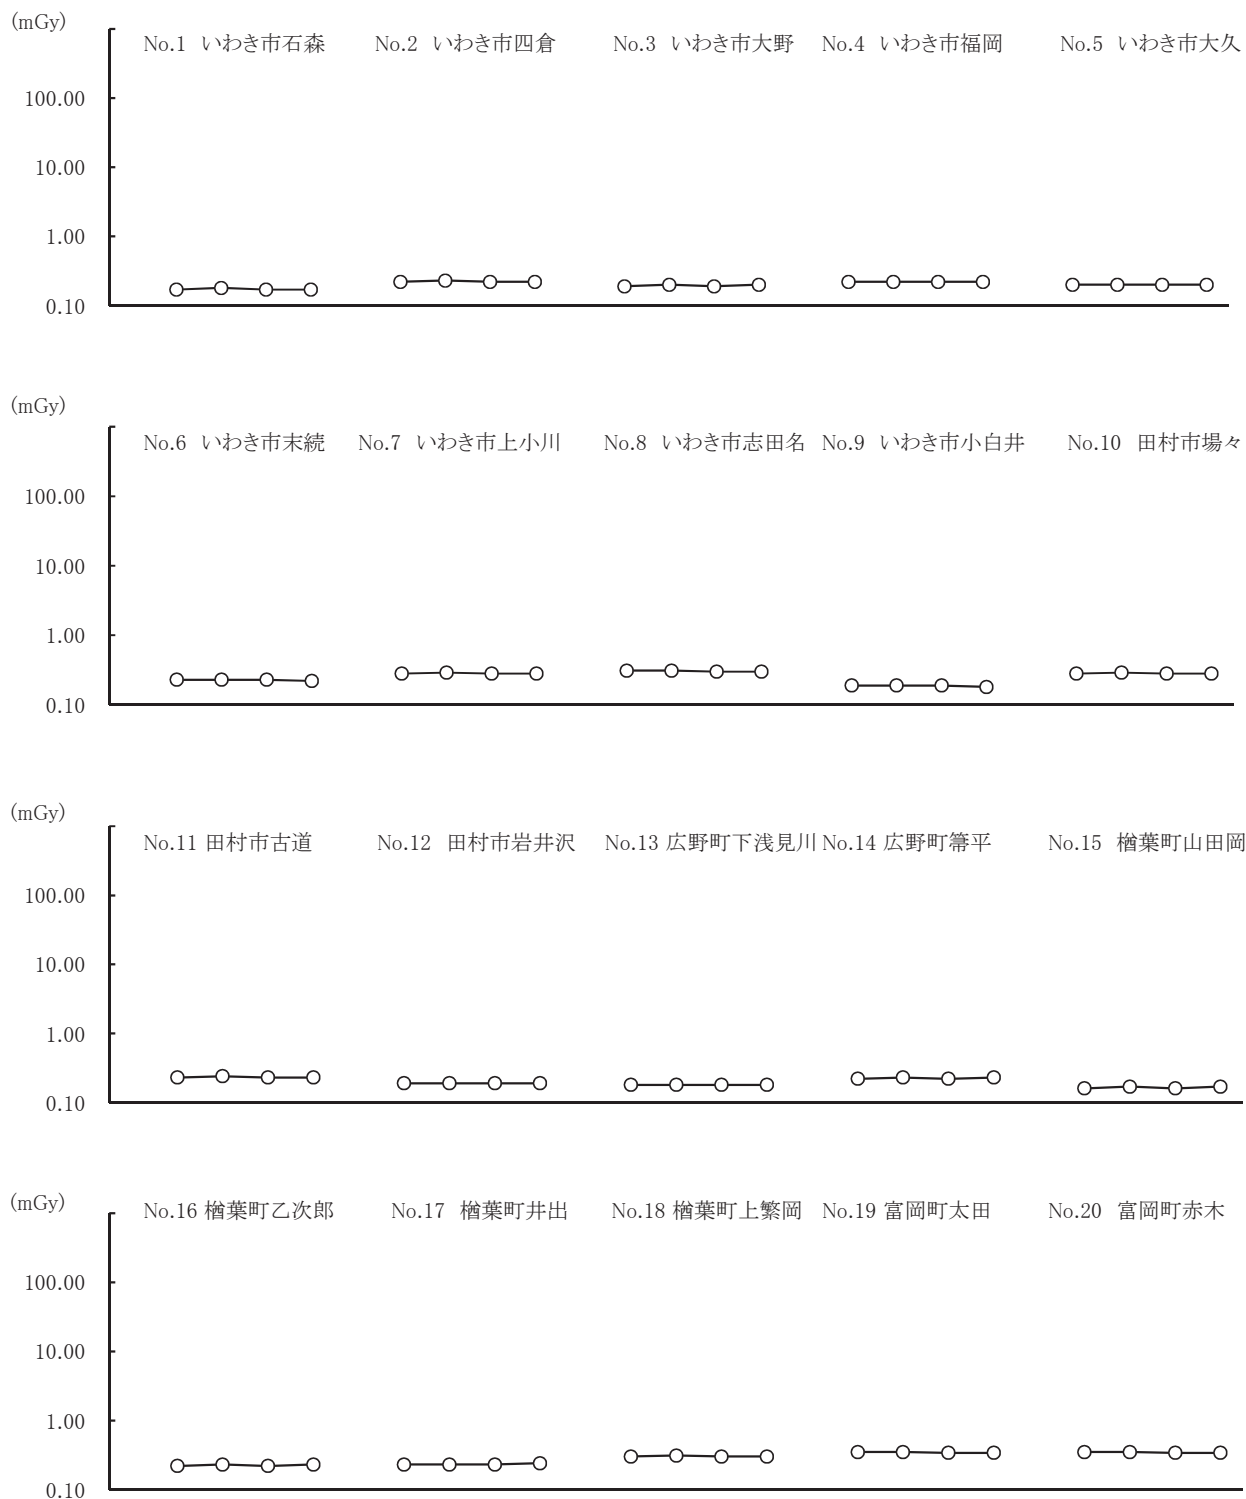 (mGy)
No.1 いわき市石森 No.2 いわき市四倉 No.3 いわき市大野 No.4 いわき市福岡 No.5 いわき市大久
100.00
10.00
1.00
0.10
(mGy)
No.6 いわき市末続 No.7 いわき市上小川 No.8 いわき市志田名 No.9 いわき市小白井 No.10 田村市場々
100.00
10.00
1.00
0.10
(mGy)
No.11 田村市古道 No.12 田村市岩井沢 No.13 広野町下浅見川 No.14 広野町箒平 No.15 楢葉町山田岡
100.00
10.00
1.00
0.10
(mGy)
No.16 楢葉町乙次郎 No.17 楢葉町井出 No.18 楢葉町上繁岡 No.19 富岡町太田 No.20 富岡町赤木
100.00
10.00
1.00
0.10